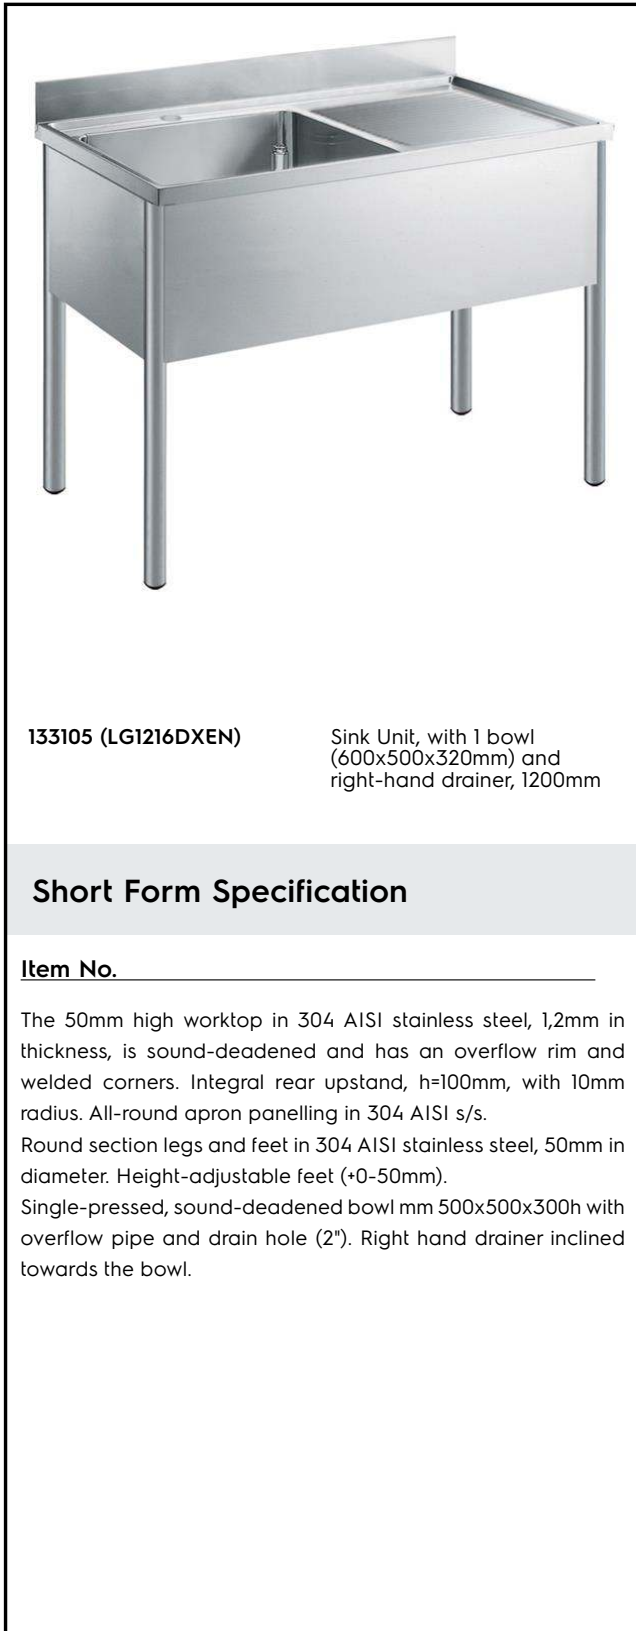 133105 (LG1216DXEN)
Sink Unit, with 1 bowl
(600x500x320mm) and
right-hand drainer, 1200mm
Short Form Specification
Item No.
The 50mm high worktop in 304 AISI stainless steel, 1,2mm in
thickness, is sound-deadened and has an overflow rim and
welded corners. Integral rear upstand, h=100mm, with 10mm
radius. All-round apron panelling in 304 AISI s/s.
Round section legs and feet in 304 AISI stainless steel, 50mm in
diameter. Height-adjustable feet (+0-50mm).
Single-pressed, sound-deadened bowl mm 500x500x300h with
overflow pipe and drain hole (2"). Right hand drainer inclined
towards the bowl.